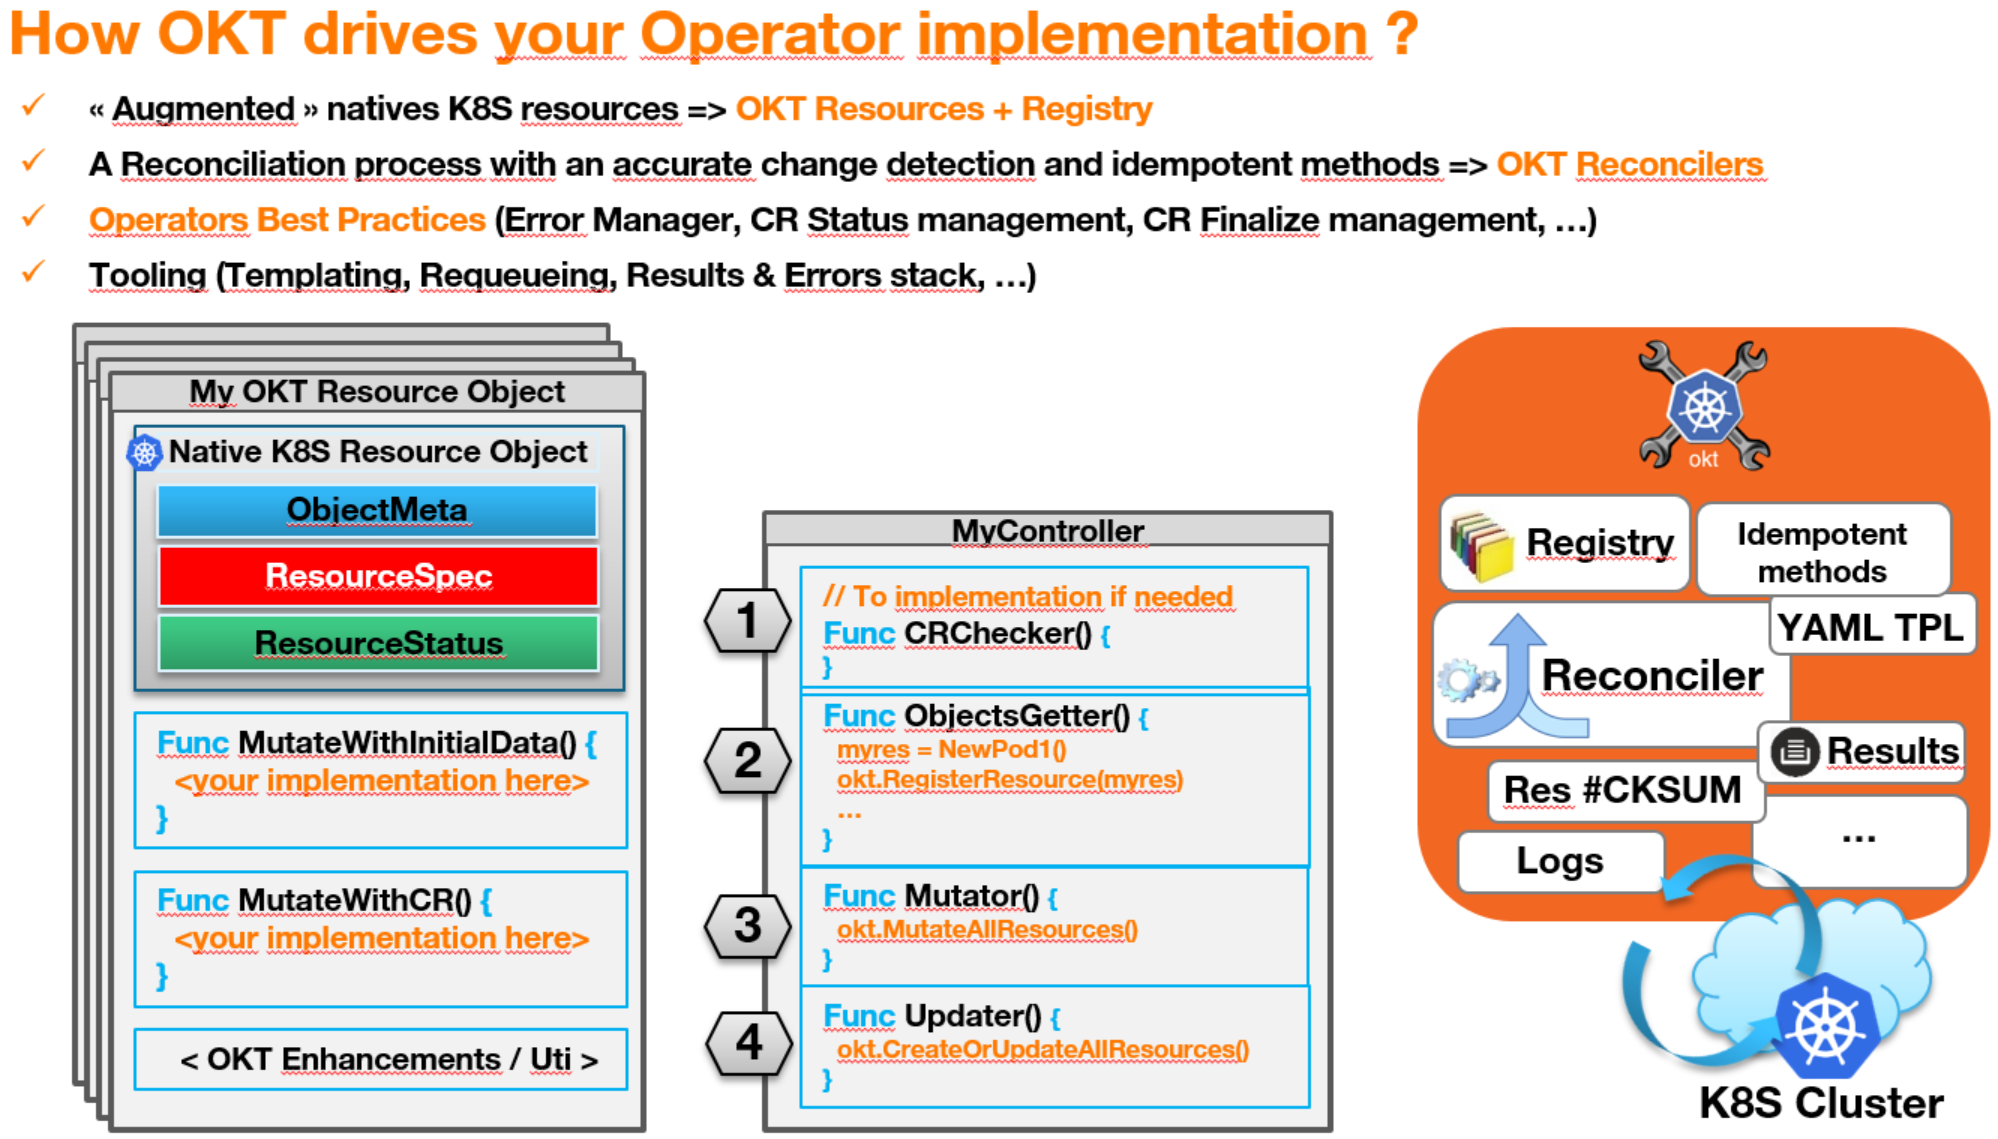 How OKT drives your Operator implementation ?
« Augmented » natives K8S resources => OKT Resources + Registry
A Reconciliation process with an accurate change detection and idempotent methods => OKT Reconcilers
Operators Best Practices (Error Manager, CR Status management, CR Finalize management, …)
Tooling (Templating, Requeueing, Results & Errors stack, …)
My OKT Resource Object
Native K8S Resource Object
ObjectMeta
ResourceSpec
ResourceStatus
Func MutateWithInitialData() {
<your implementation here>
}
Func MutateWithCR() {
<your implementation here>
}
< OKT Enhancements / Uti >
MyController
1
// To implementation if needed
Func CRChecker() {
}
2
Func ObjectsGetter() {
myres = NewPod1()
okt.RegisterResource(myres)
…
}
3
Func Mutator() {
okt.MutateAllResources()
}
4
Func Updater() {
okt.CreateOrUpdateAllResources()
}
okt
Registry
Idempotent
methods
YAML TPL
Reconciler
Results
Res #CKSUM
…
Logs
K8S Cluster